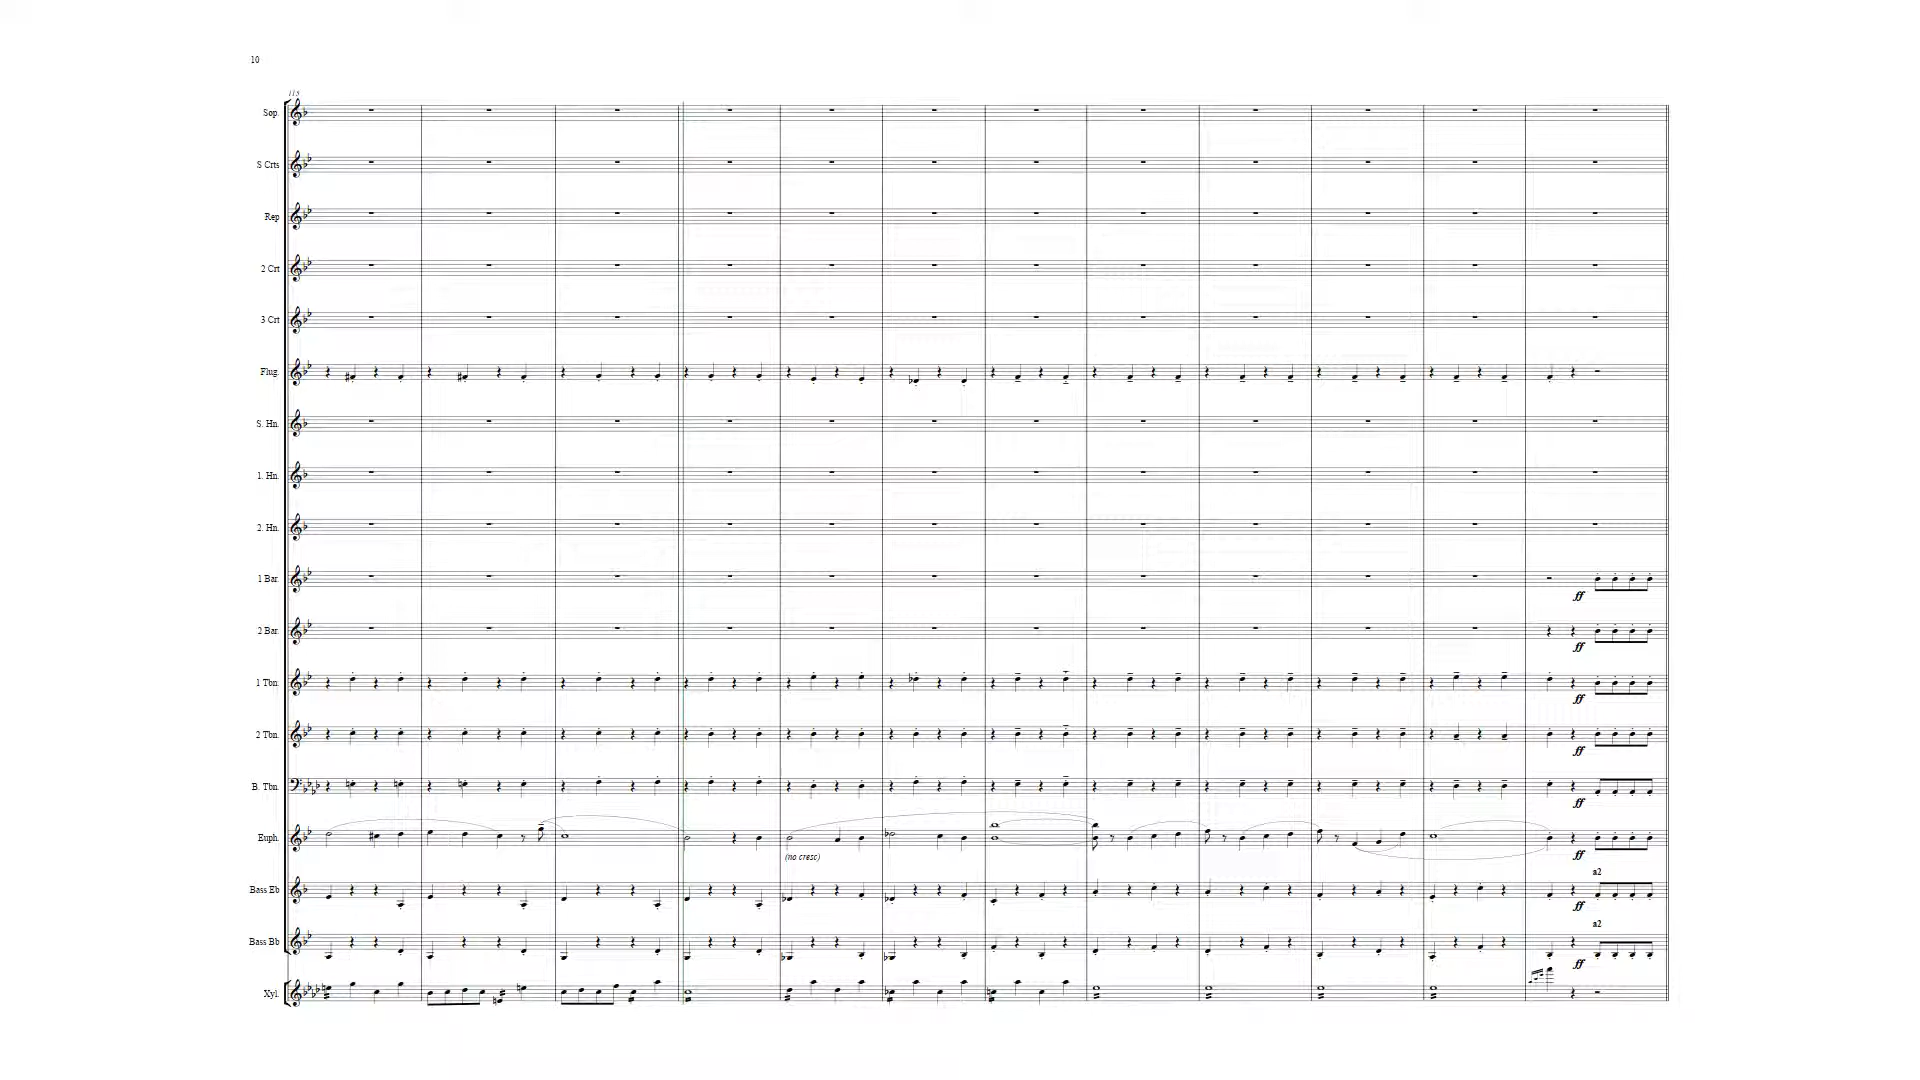 10
115
Sop.
S Crts
Rep
2 Crt
3 Crt
Flug.
S. Hn.
1. Hn.
2. Hn.
1 Bar.
ff
2 Bar.
ff
1 Tbn.
ff
2 Tbn.
ff
B. Tbn.
ff
Euph.
(no cresc)
ff
a2
Bass Eb
ff
a2
Bass Bb
ff
Xyl.